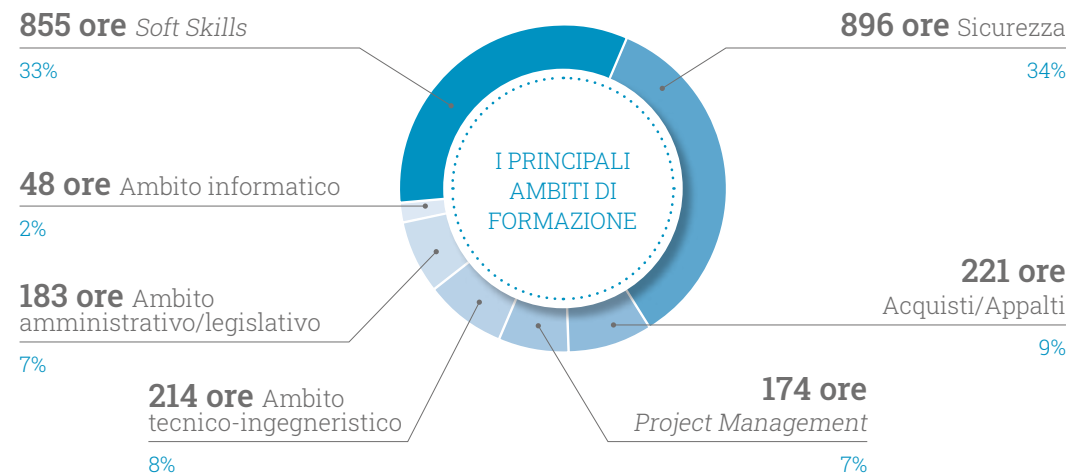 855 ore Soft Skills
33%
896 ore Sicurezza
34%
I PRINCIPALI
AMBITI DI
FORMAZIONE
48 ore Ambito informatico
2%
183 ore Ambito
amministrativo/legislativo
7%
221 ore
Acquisti/Appalti
9%
214 ore Ambito
tecnico-ingegneristico
8%
174 ore
Project Management
7%